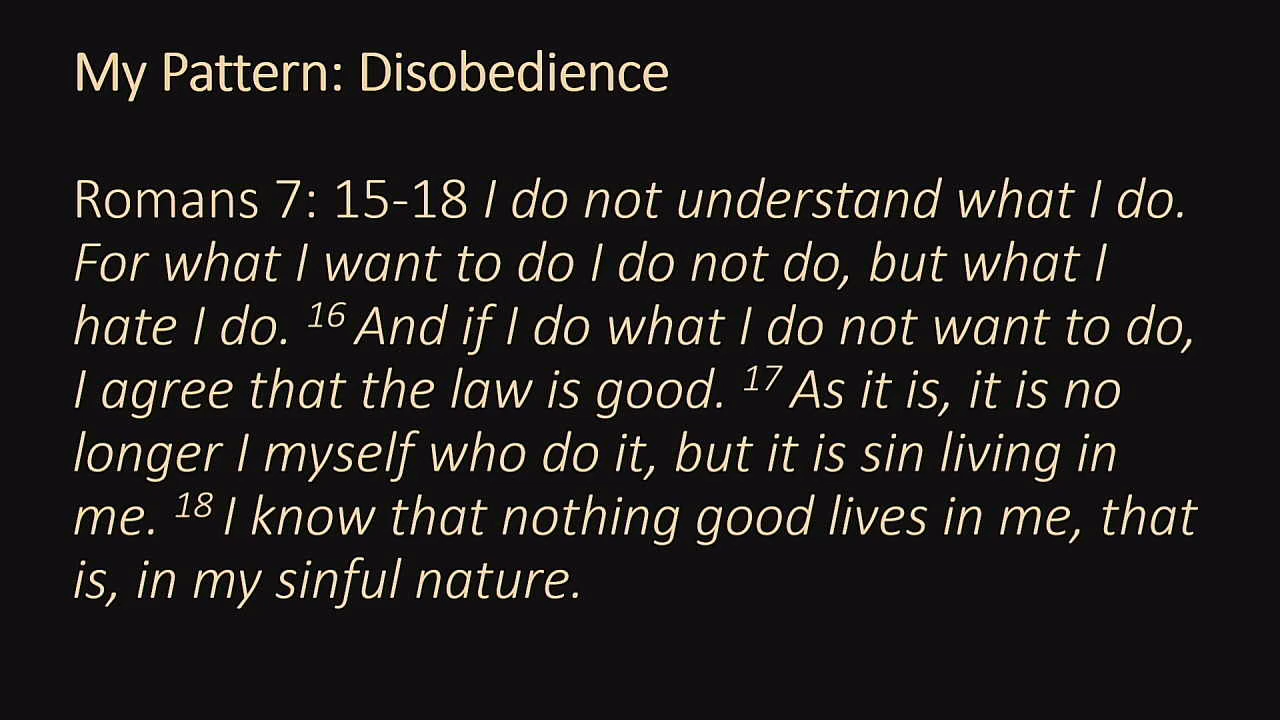 My Pattern: Disobedience
Romans 7: 15-18 I do not understand what I do.
For what I want to do I do not do, but what I
hate I do. 16 And if I do what I do not want to do,
I agree that the law is good. 17 As it is, it is no
longer I myself who do it, but it is sin living in
me. 18 I know that nothing good lives in me, that
is, in my sinful nature.